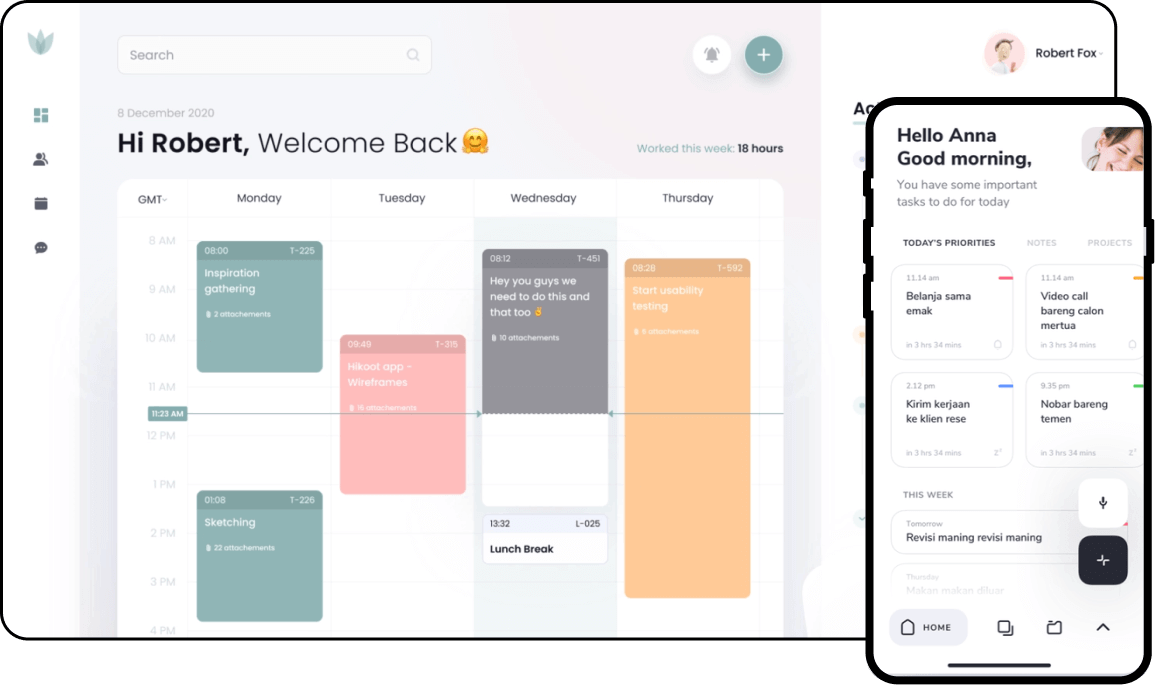 Search
Robert Fox
8 December 2020
Hi Robert, Welcome Back
Worked this week: 18 hours
GMT
Monday
Tuesday
Wednesday
Thursday
8 AM
9 AM
10 AM
11 AM
11:23 AM
12 PM
1 PM
2 PM
3 PM
4 PM
08:00 T-225
Inspiration
gathering
2 attachements
01:08 T-226
Sketching
22 attachements
09:49 T-315
Hikoot app -
Wireframes
16 attachements
08:12 T-451
Hey you guys we
need to do this and
that too
10 attachements
13:32 L-025
Lunch Break
08:28 T-592
Start usability
testing
6 attachements
Hello Anna
Good morning,
You have some important
tasks to do for today
TODAY'S PRIORITIES NOTES PROJECTS
11.14 am
Belanja sama
emak
in 3 hrs 34 mins
11.14 am
Video call
bareng calon
mertua
in 3 hrs 34 mins
2.12 pm
Kirim kerjaan
ke klien rese
in 3 hrs 34 mins
9.35 pm
Nobar bareng
temen
in 3 hrs 34 mins
THIS WEEK
Tomorrow
Revisi maning revisi maning
Thursday
Makan makan diluar
HOME